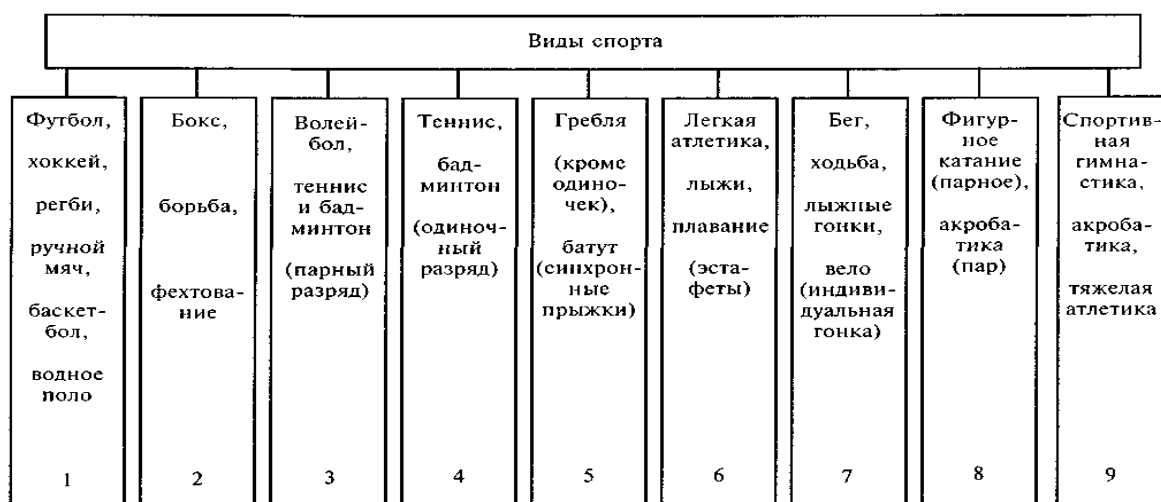 Виды спорта
Футбол,
хоккей,
регби,
ручной
мяч,
баскет-
бол,
водное
поло
1
Бокс,
борьба,
фехтова-
ние
2
Волей-
бол,
теннис
и бад-
минтон
(парный
разряд)
3
Теннис,
бад-
минтон
(одиноч-
ный
разряд)
4
Гребля
(кроме
одино-
чек),
батут
(синхрон-
ные
прыжки)
5
Легкая
атлетика,
лыжи,
плавание
(эста-
феты)
6
Бег,
ходьба,
лыжные
гонки,
вело
(индиви-
дуальная
гонка)
7
Фигур-
ное
катание
(парное),
акроба-
тика
(пар)
8
Спортив-
ная
гимна-
стика,
акроба-
тика,
тяжелая
атлетика
9